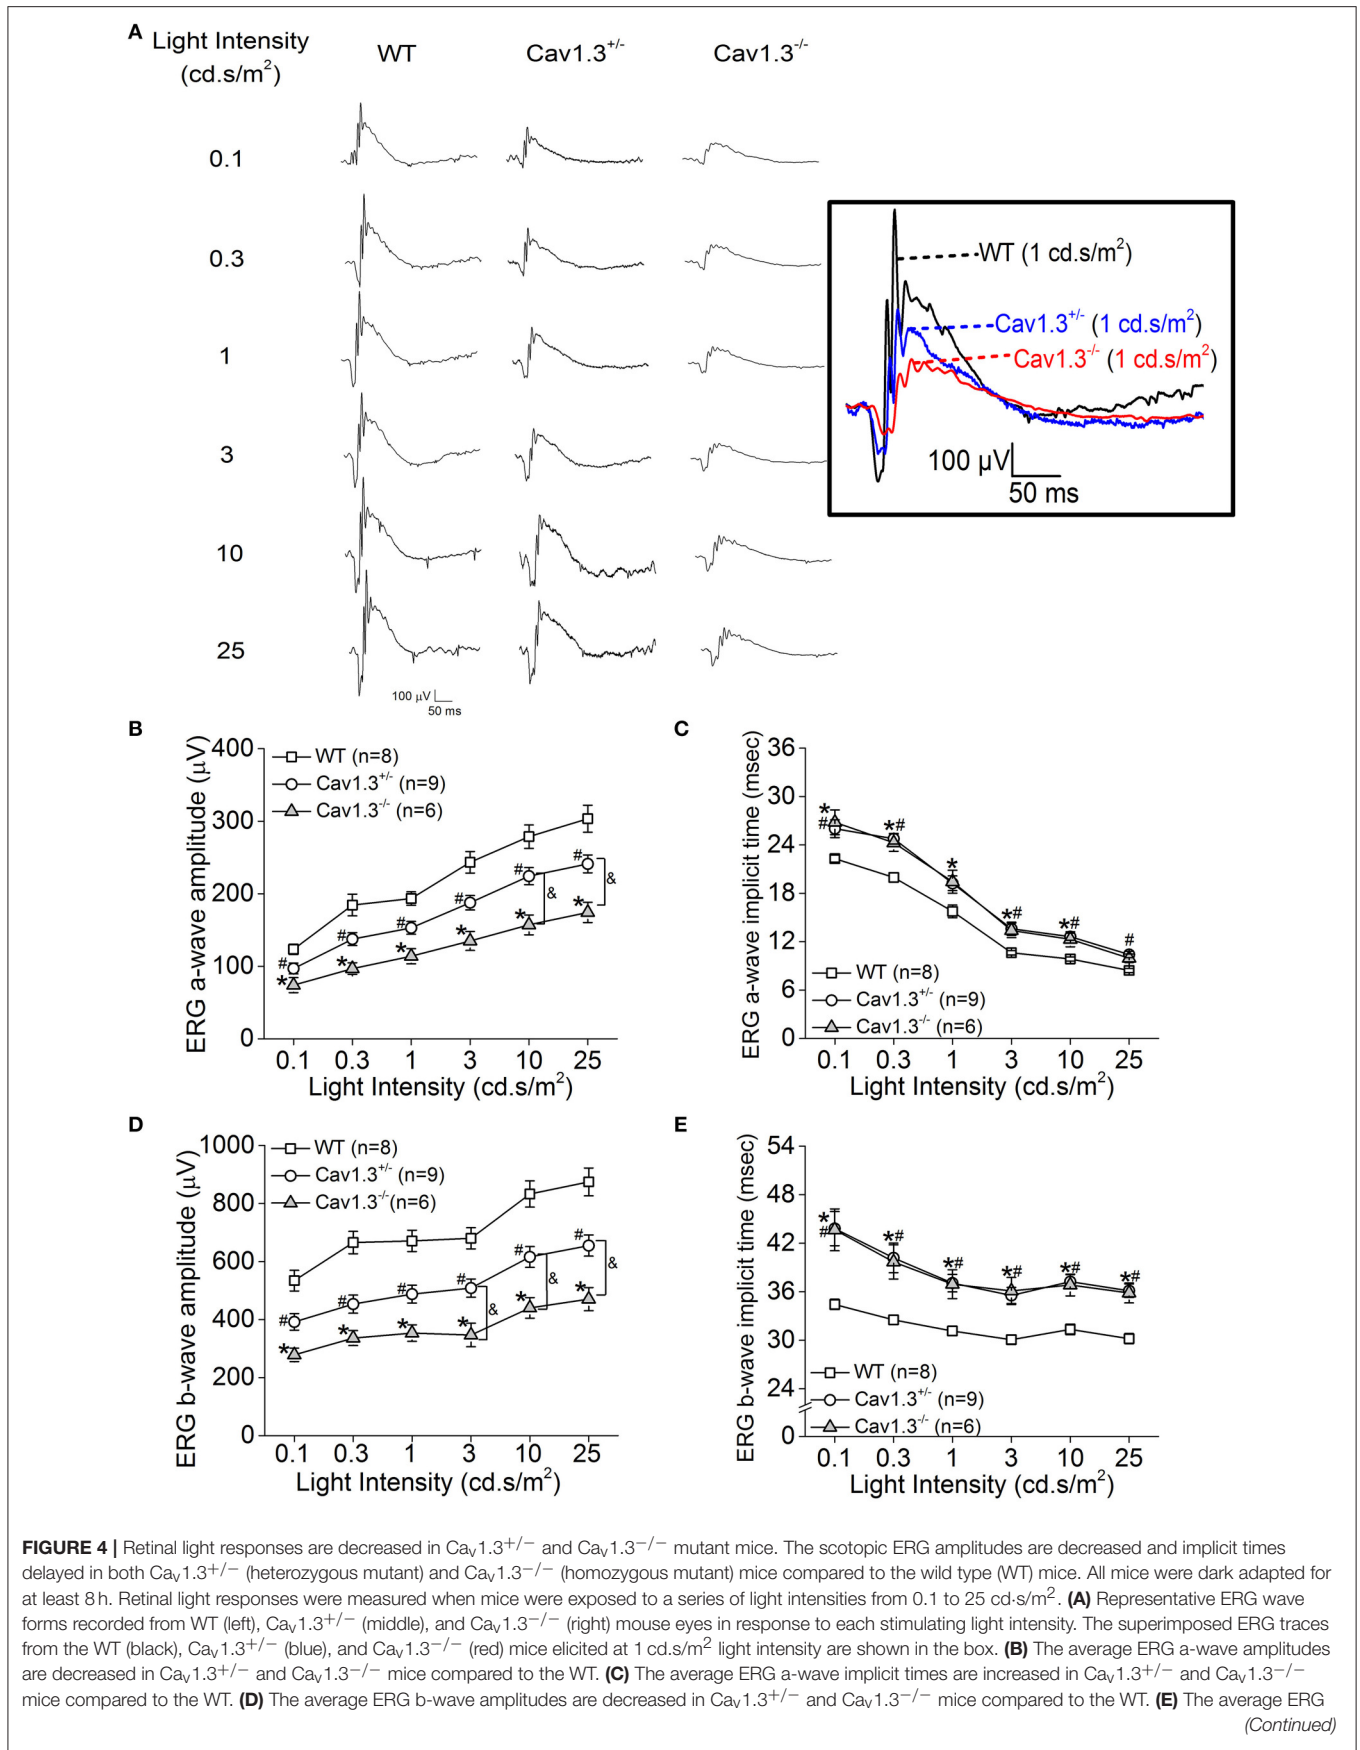 A Light Intensity (cd.s/m²) WT Cav1.3+/- Cav1.3-/-
0.1
0.3
1
3
10
25
WT (1 cd.s/m²)
Cav1.3+/- (1 cd.s/m²)
Cav1.3-/- (1 cd.s/m²)
100 µV
50 ms
100 µV
50 ms
B
ERG a-wave amplitude (µV)
400
300
200
100
0
WT (n=8)
Cav1.3+/- (n=9)
Cav1.3-/- (n=6)
# # # # # #
* * * * * *
& &
0.1 0.3 1 3 10 25
Light Intensity (cd.s/m²)
C
ERG a-wave implicit time (msec)
36
30
24
18
12
6
0
*
# *# * *# *# #
WT (n=8)
Cav1.3+/- (n=9)
Cav1.3-/- (n=6)
0.1 0.3 1 3 10 25
Light Intensity (cd.s/m²)
D
ERG b-wave amplitude (µV)
1000
800
600
400
200
0
WT (n=8)
Cav1.3+/- (n=9)
Cav1.3-/-(n=6)
# # # # # #
* * * * * *
& & &
0.1 0.3 1 3 10 25
Light Intensity (cd.s/m²)
E
ERG b-wave implicit time (msec)
54
48
42
36
30
24
0
*
# *# *# *# *# *#
WT (n=8)
Cav1.3+/- (n=9)
Cav1.3-/- (n=6)
0.1 0.3 1 3 10 25
Light Intensity (cd.s/m²)
FIGURE 4 | Retinal light responses are decreased in Cav1.3+/− and Cav1.3−/− mutant mice. The scotopic ERG amplitudes are decreased and implicit times
delayed in both Cav1.3+/− (heterozygous mutant) and Cav1.3−/− (homozygous mutant) mice compared to the wild type (WT) mice. All mice were dark adapted for
at least 8 h. Retinal light responses were measured when mice were exposed to a series of light intensities from 0.1 to 25 cd·s/m². (A) Representative ERG wave
forms recorded from WT (left), Cav1.3+/− (middle), and Cav1.3−/− (right) mouse eyes in response to each stimulating light intensity. The superimposed ERG traces
from the WT (black), Cav1.3+/− (blue), and Cav1.3−/− (red) mice elicited at 1 cd.s/m² light intensity are shown in the box. (B) The average ERG a-wave amplitudes
are decreased in Cav1.3+/− and Cav1.3−/− mice compared to the WT. (C) The average ERG a-wave implicit times are increased in Cav1.3+/− and Cav1.3−/−
mice compared to the WT. (D) The average ERG b-wave amplitudes are decreased in Cav1.3+/− and Cav1.3−/− mice compared to the WT. (E) The average ERG
(Continued)